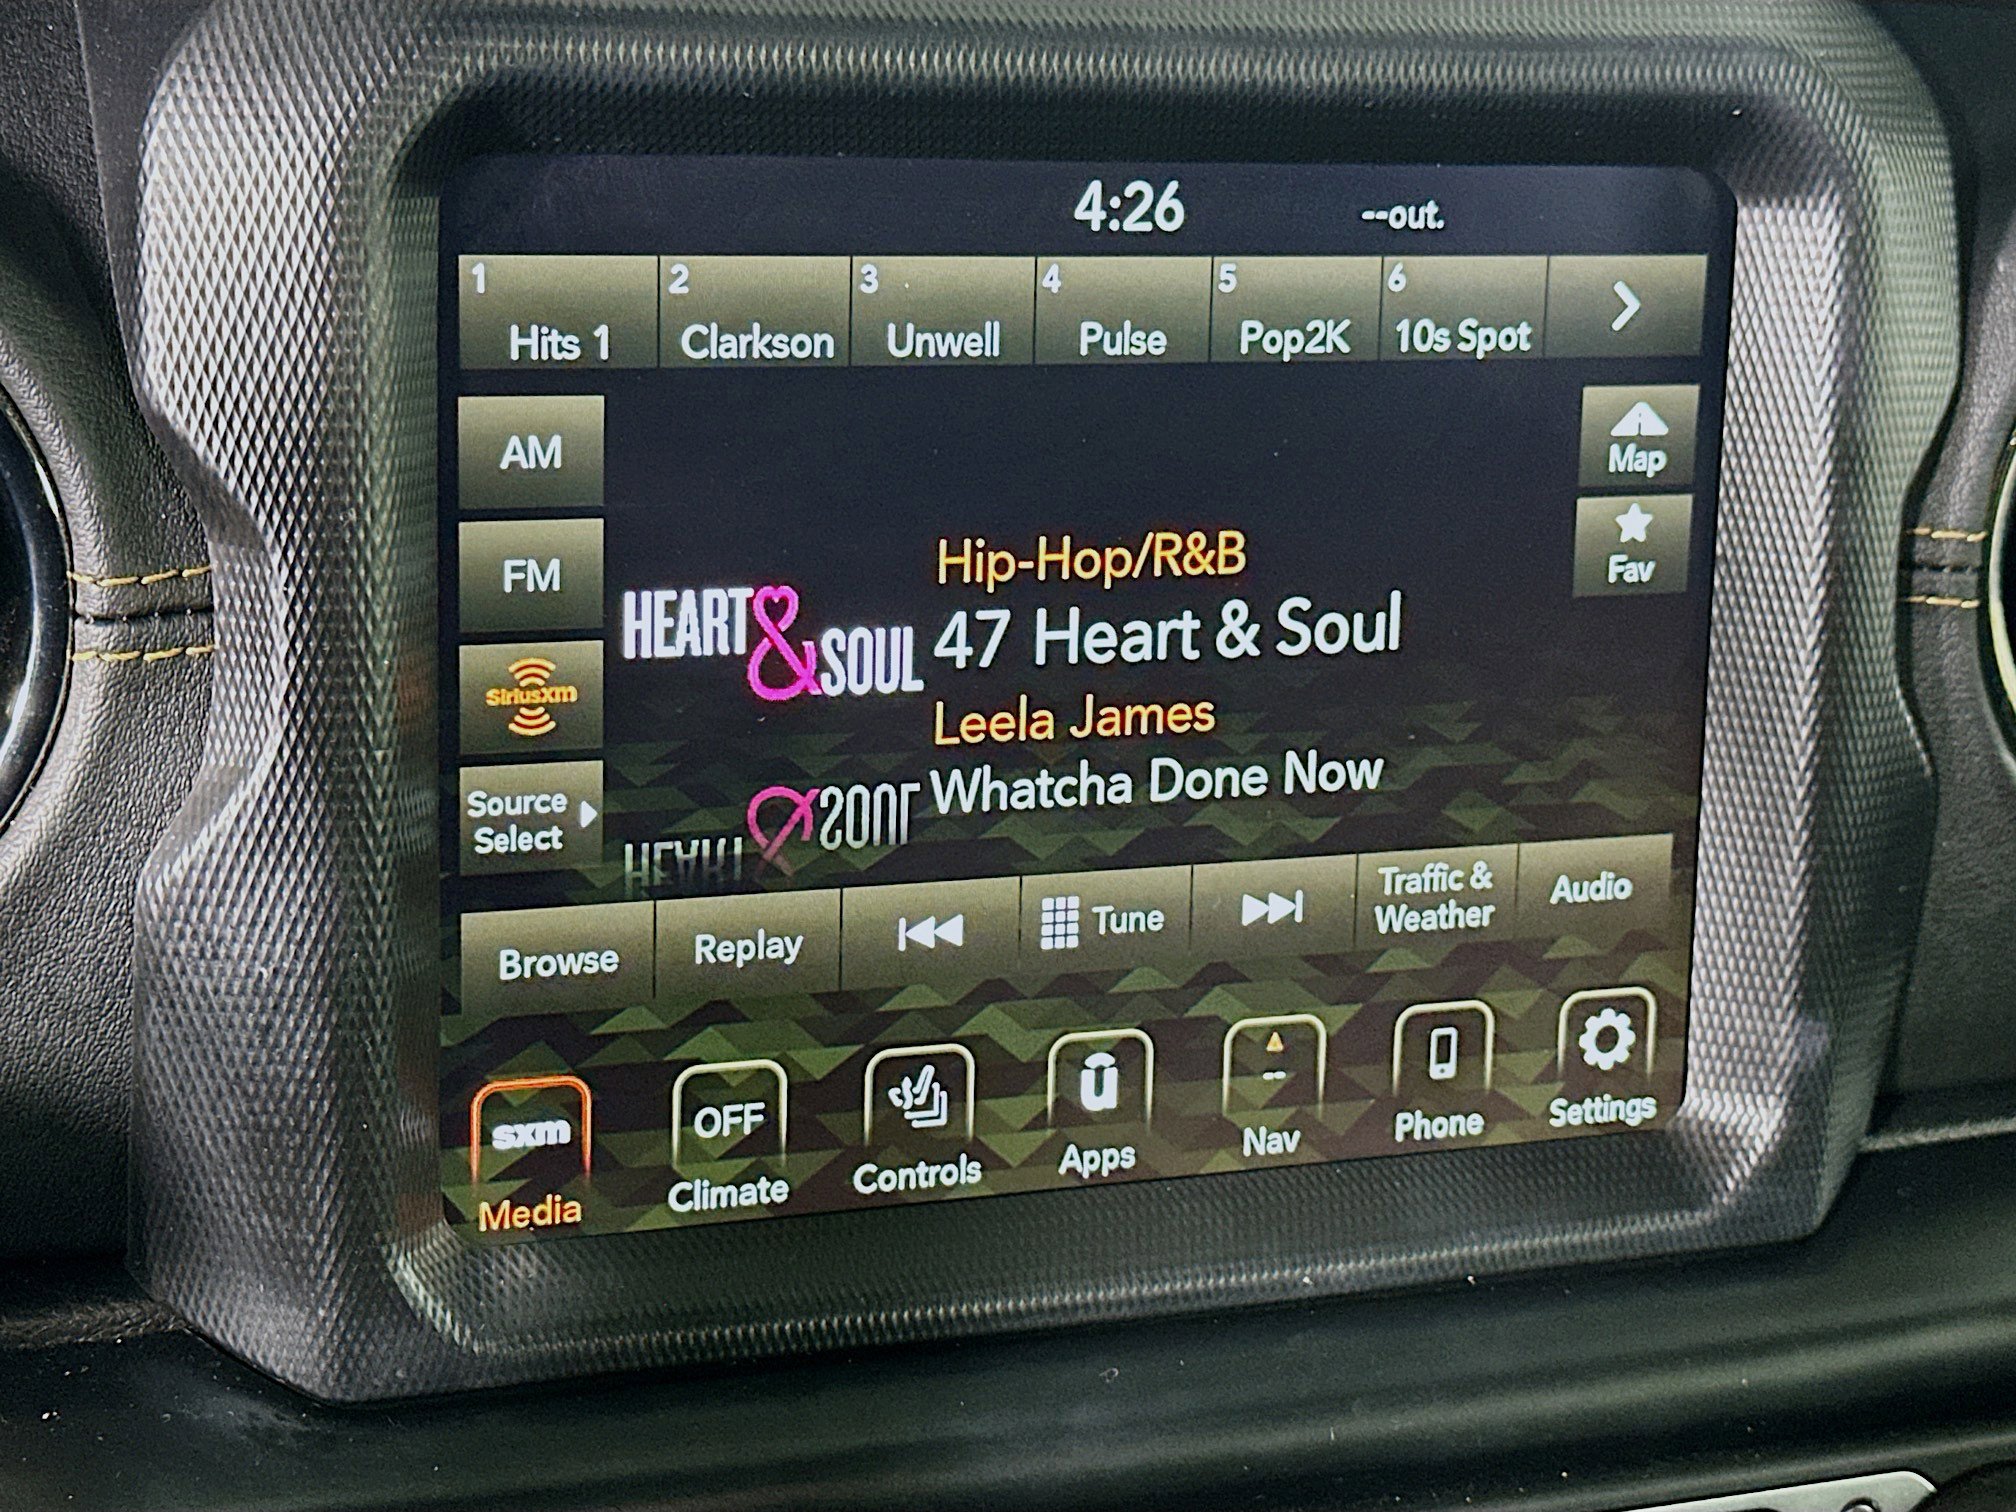 4:26 --out.
1 2 3 4 5 6
Hits 1 Clarkson Unwell Pulse Pop2K 10s Spot
AM
FM
SiriusXm
Source
Select
Map
Fav
HEART & SOUL
Hip-Hop/R&B
47 Heart & Soul
Leela James
Whatcha Done Now
Browse Replay Tune Traffic &
Weather Audio
sxm OFF u --
Media Climate Controls Apps Nav Phone Settings